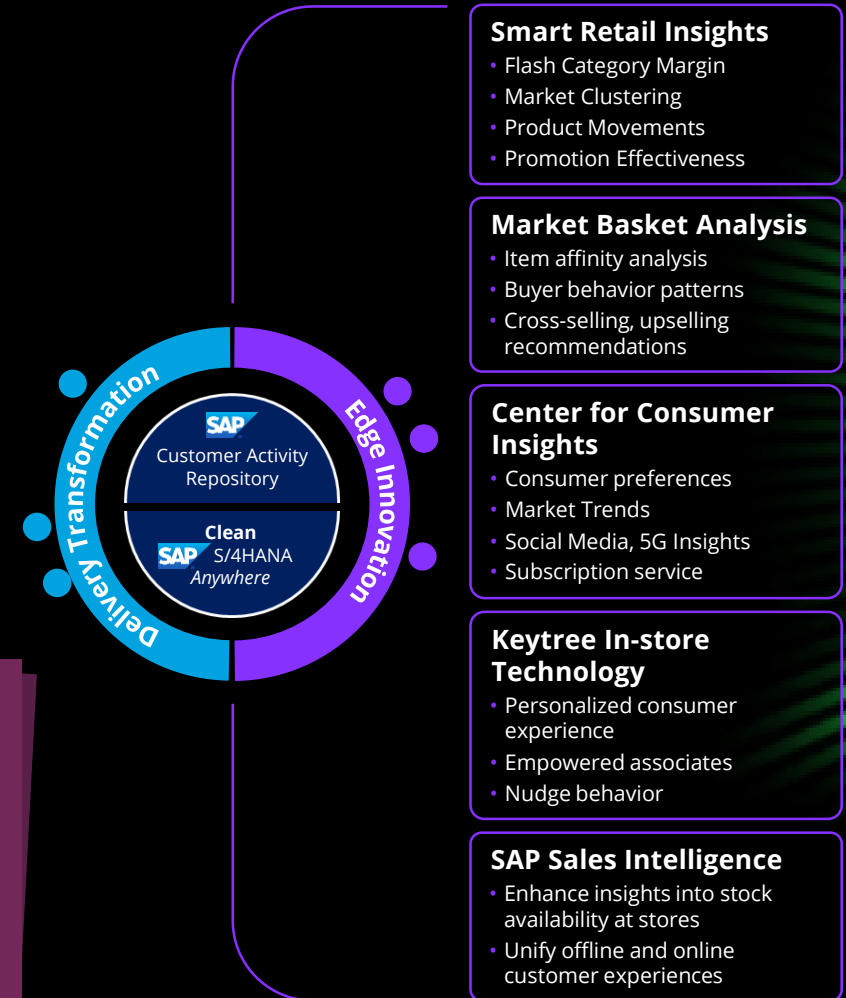 Delivery Transformation
SAP
Customer Activity
Repository
Clean
SAP S/4HANA
Anywhere
Edge Innovation
Smart Retail Insights
• Flash Category Margin
• Market Clustering
• Product Movements
• Promotion Effectiveness
Market Basket Analysis
• Item affinity analysis
• Buyer behavior patterns
• Cross-selling, upselling
recommendations
Center for Consumer
Insights
• Consumer preferences
• Market Trends
• Social Media, 5G Insights
• Subscription service
Keytree In-store
Technology
• Personalized consumer
experience
• Empowered associates
• Nudge behavior
SAP Sales Intelligence
• Enhance insights into stock
availability at stores
• Unify offline and online
customer experiences